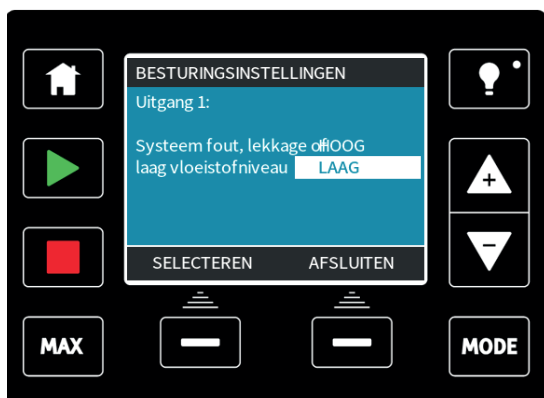 BESTURINGSINSTELLINGEN
Uitgang 1:
Systeem fout, lekkage of HOOG
laag vloeistofniveau LAAG
SELECTEREN AFSLUITEN
MAX MODE